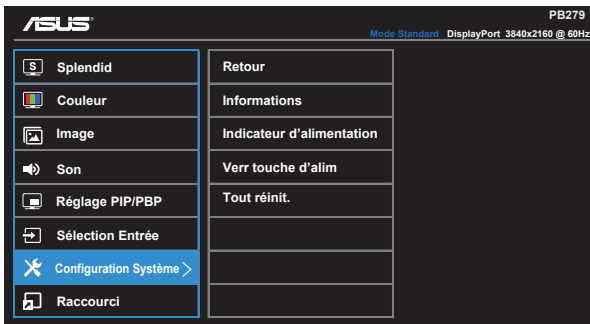 ASUS
PB279
Mode Standard DisplayPort 3840x2160 @ 60Hz
S Splendid
Couleur
Image
Son
Réglage PIP/PBP
Sélection Entrée
Configuration Système >
Raccourci
Retour
Informations
Indicateur d'alimentation
Verr touche d'alim
Tout réinit.